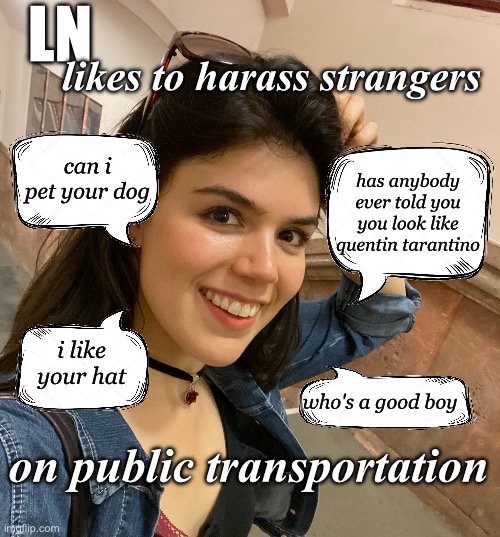 LN
likes to harass strangers
can i
pet your dog
has anybody
ever told you
you look like
quentin tarantino
i like
your hat
who's a good boy
on public transportation
imgflip.com